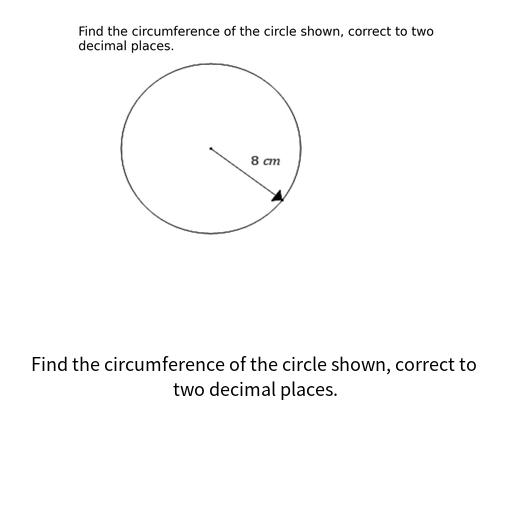 Find the circumference of the circle shown, correct to two
decimal places.
8 cm
Find the circumference of the circle shown, correct to
two decimal places.